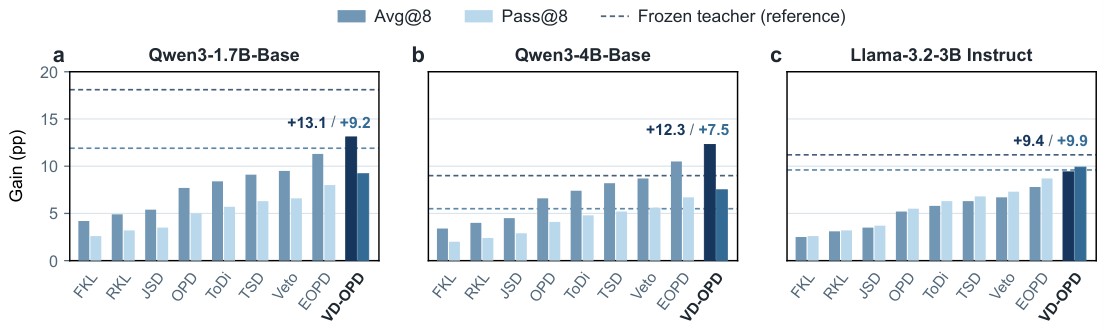 Avg@8 Pass@8 Frozen teacher (reference)
a Qwen3-1.7B-Base
b Qwen3-4B-Base
c Llama-3.2-3B Instruct
Gain (pp)
20
15
10
5
0
+13.1 / +9.2
FKL RKL JSD OPD ToDi TSD Veto EOPD VD-OPD
+12.3 / +7.5
FKL RKL JSD OPD ToDi TSD Veto EOPD VD-OPD
+9.4 / +9.9
FKL RKL JSD OPD ToDi TSD Veto EOPD VD-OPD